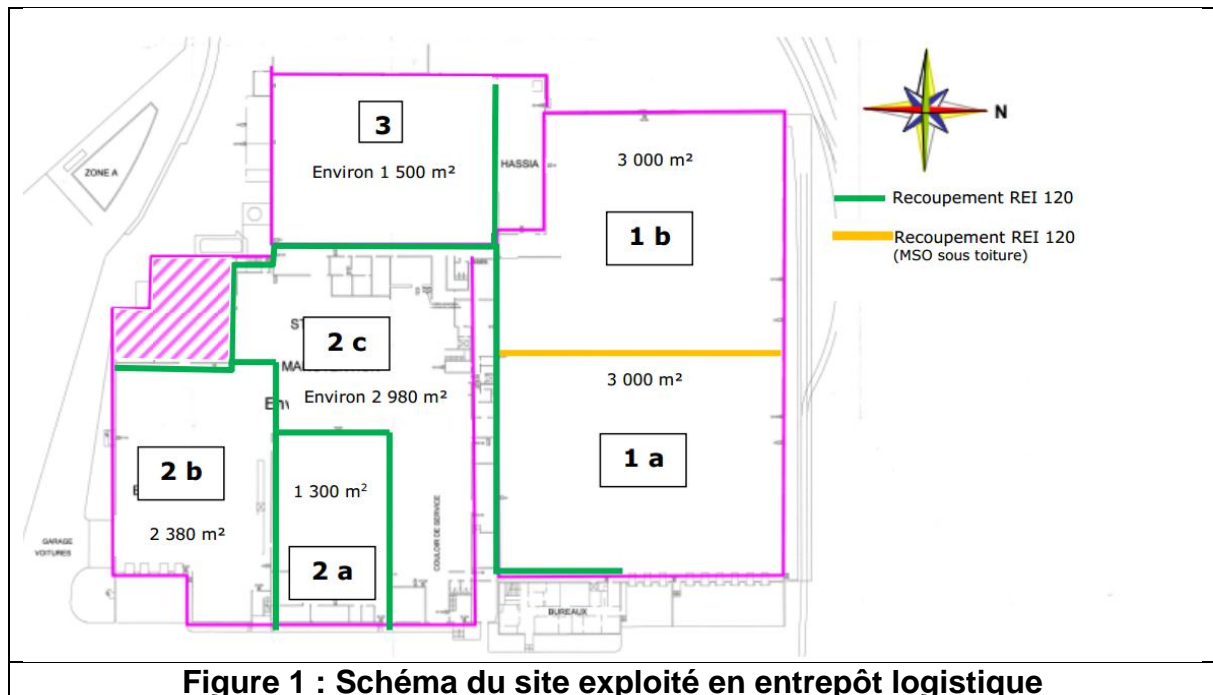 3
Environ 1 500 m²
HASSIA
3 000 m²
N
ZONE A
1 b
Recoupement REI 120
Recoupement REI 120
(MSO sous toiture)
2 c
3 000 m²
Environ 2 980 m²
2 b
1 a
1 300 m²
2 380 m²
COULOIR DE SERVICE
GARAGE
VOITURES
2 a
BUREAUX
Figure 1 : Schéma du site exploité en entrepôt logistique